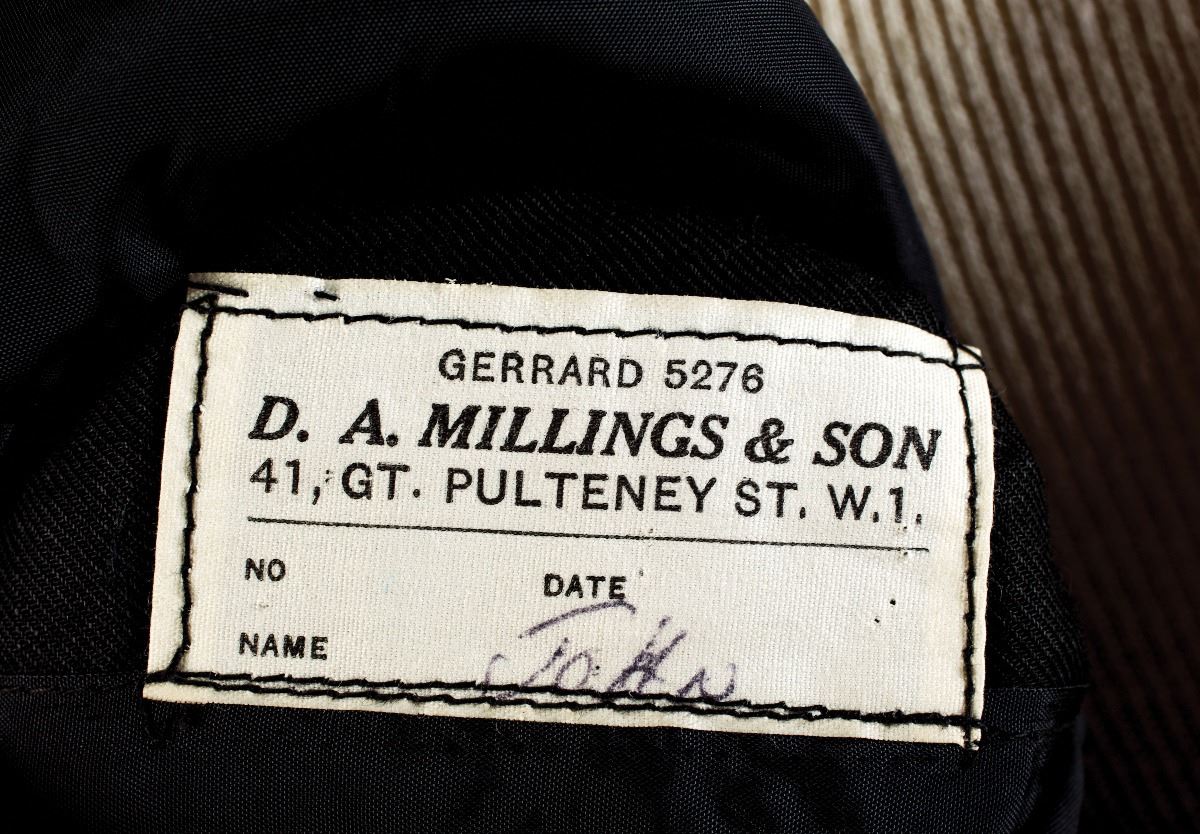 GERRARD 5276
D. A. MILLINGS & SON
41, GT. PULTENEY ST. W.1.
NO DATE
NAME John